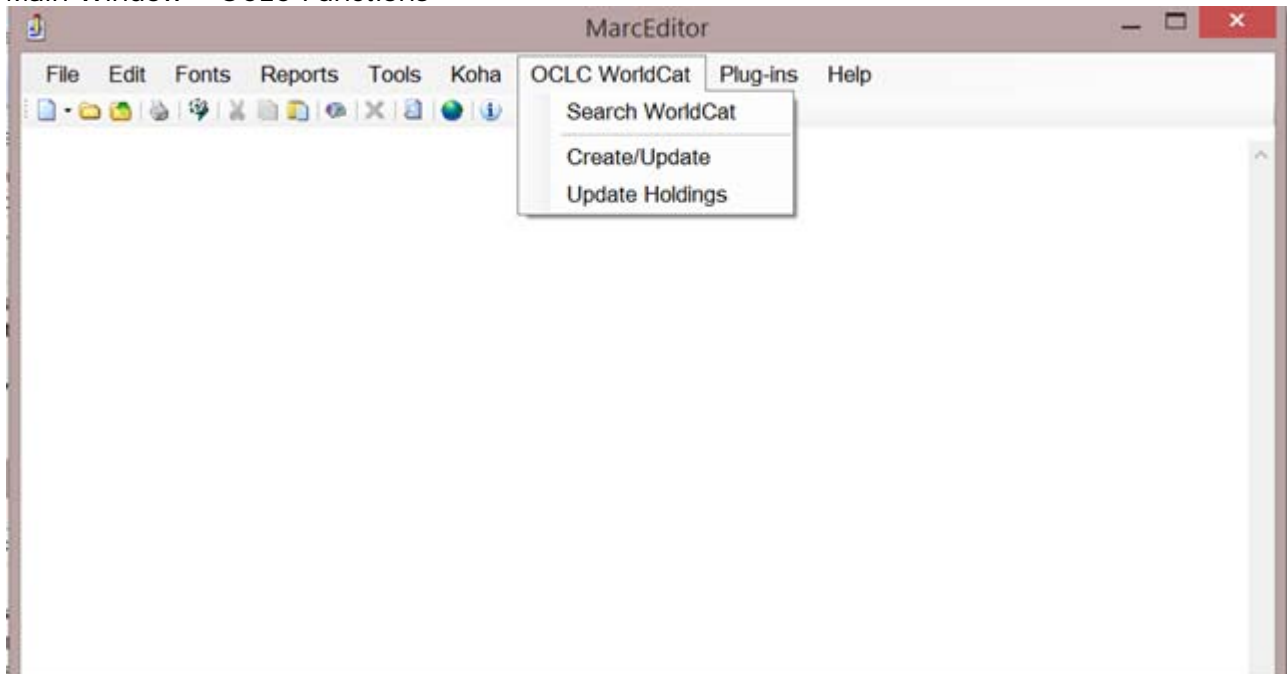 MarcEditor
File Edit Fonts Reports Tools Koha OCLC WorldCat Plug-ins Help
Search WorldCat
Create/Update
Update Holdings